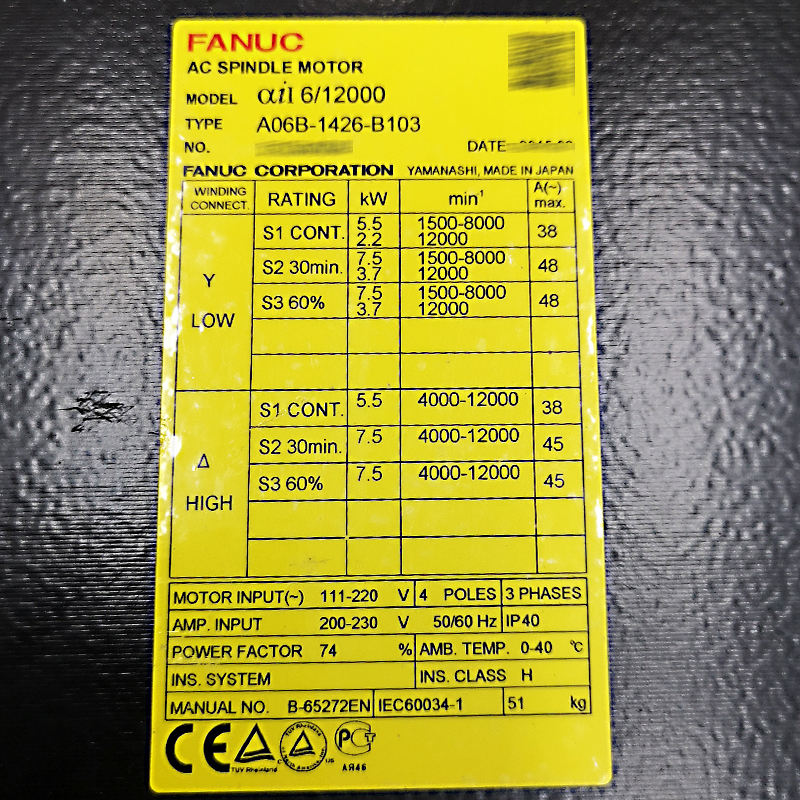 FANUC
AC SPINDLE MOTOR
MODEL αiI 6/12000
TYPE A06B-1426-B103
NO. DATE
FANUC CORPORATION YAMANASHI, MADE IN JAPAN
WINDING CONNECT. RATING kW min⁻¹ A(~) max.
Y LOW
S1 CONT. 5.5 1500-8000 38
2.2 12000
S2 30min. 7.5 1500-8000 48
3.7 12000
S3 60% 7.5 1500-8000 48
3.7 12000
Δ HIGH
S1 CONT. 5.5 4000-12000 38
S2 30min. 7.5 4000-12000 45
S3 60% 7.5 4000-12000 45
MOTOR INPUT(~) 111-220 V 4 POLES 3 PHASES
AMP. INPUT 200-230 V 50/60 Hz IP40
POWER FACTOR 74 % AMB. TEMP. 0-40 ℃
INS. SYSTEM INS. CLASS H
MANUAL NO. B-65272EN IEC60034-1 51 kg
CE
TUV Rheinland
C US
РСТ
АЯ46